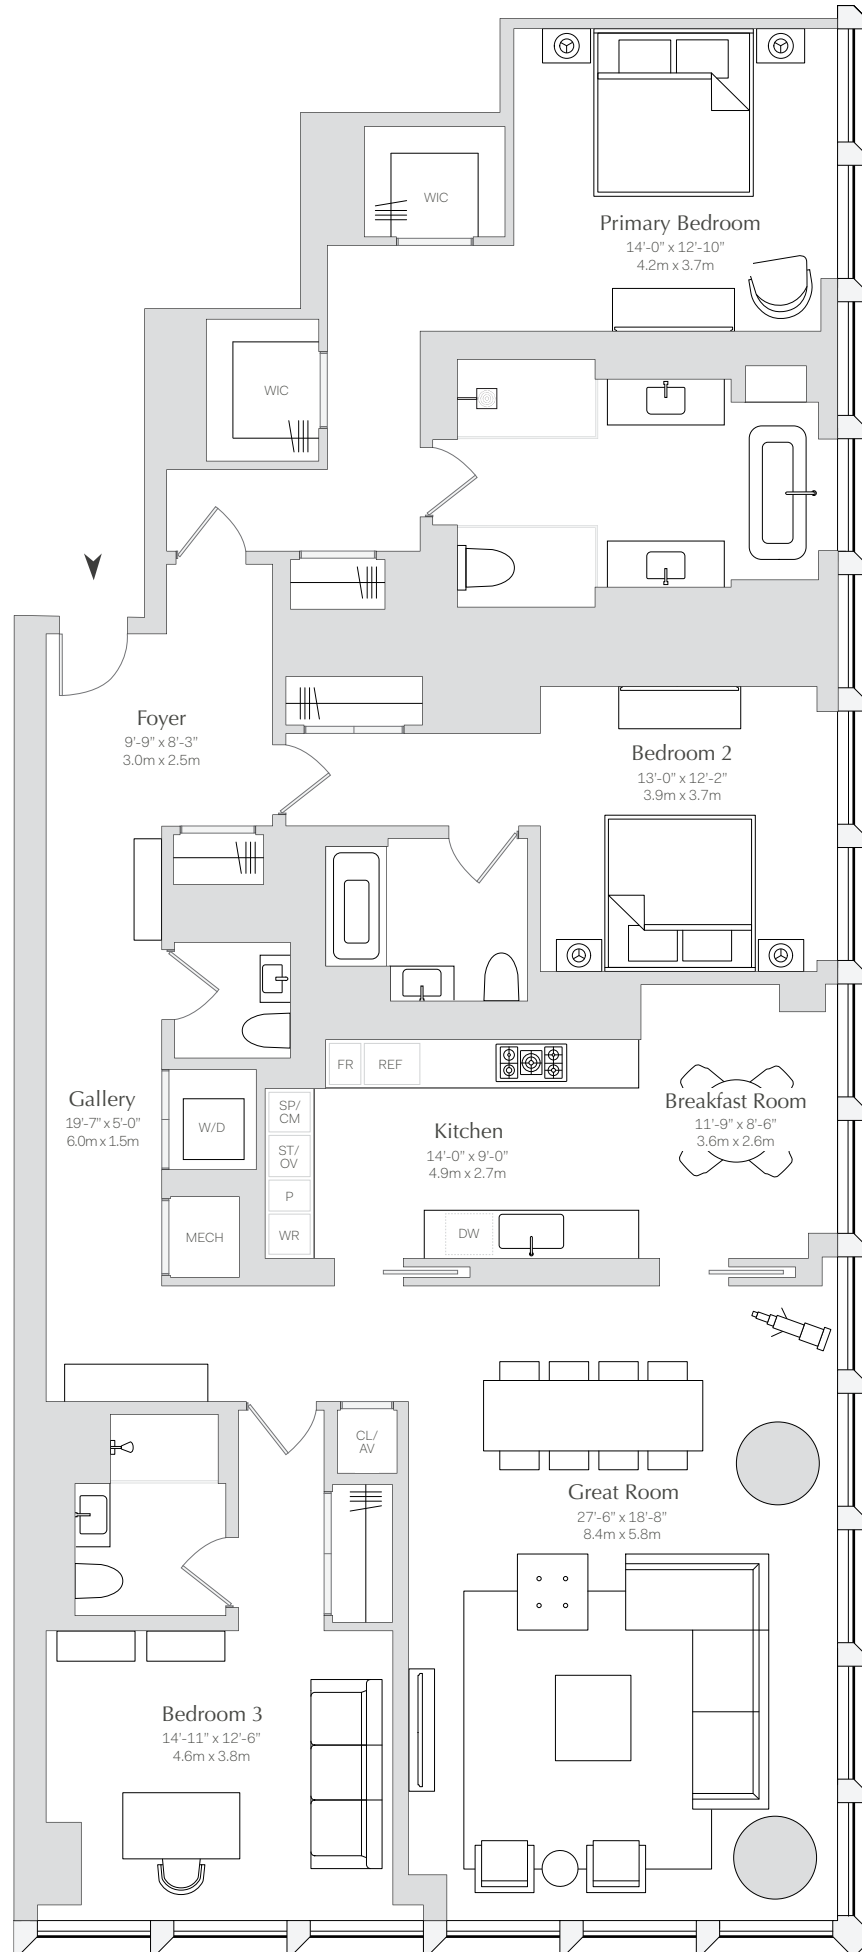 WIC
Primary Bedroom
14'-0" x 12'-10"
4.2m x 3.7m
WIC
Foyer
9'-9" x 8'-3"
3.0m x 2.5m
Bedroom 2
13'-0" x 12'-2"
3.9m x 3.7m
FR
REF
Gallery
19'-7" x 5'-0"
6.0m x 1.5m
W/D
SP/
CM
ST/
OV
P
WR
MECH
Kitchen
14'-0" x 9'-0"
4.9m x 2.7m
DW
Breakfast Room
11'-9" x 8'-6"
3.6m x 2.6m
CL/
AV
Great Room
27'-6" x 18'-8"
8.4m x 5.8m
Bedroom 3
14'-11" x 12'-6"
4.6m x 3.8m